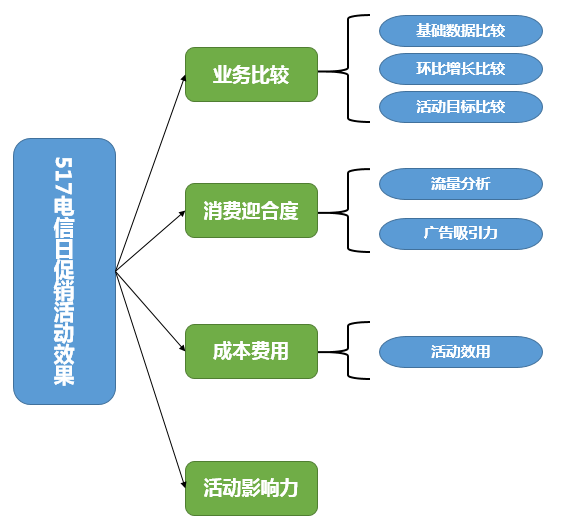 517电信日促销活动效果
业务比较
基础数据比较
环比增长比较
活动目标比较
消费迎合度
流量分析
广告吸引力
成本费用
活动效用
活动影响力